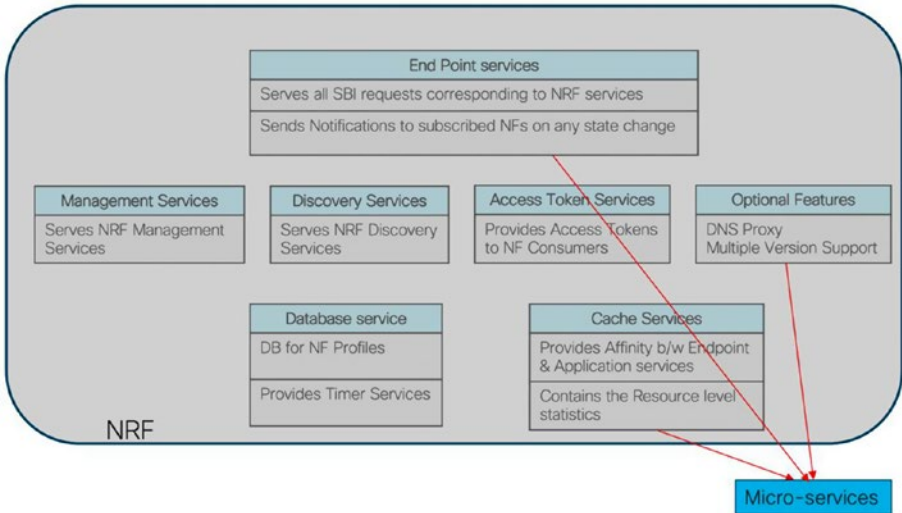 End Point services
Serves all SBI requests corresponding to NRF services
Sends Notifications to subscribed NFs on any state change
Management Services
Serves NRF Management
Services
Discovery Services
Serves NRF Discovery
Services
Access Token Services
Provides Access Tokens
to NF Consumers
Optional Features
DNS Proxy
Multiple Version Support
Database service
DB for NF Profiles
Provides Timer Services
Cache Services
Provides Affinity b/w Endpoint
& Application services
Contains the Resource level
statistics
NRF
Micro-services